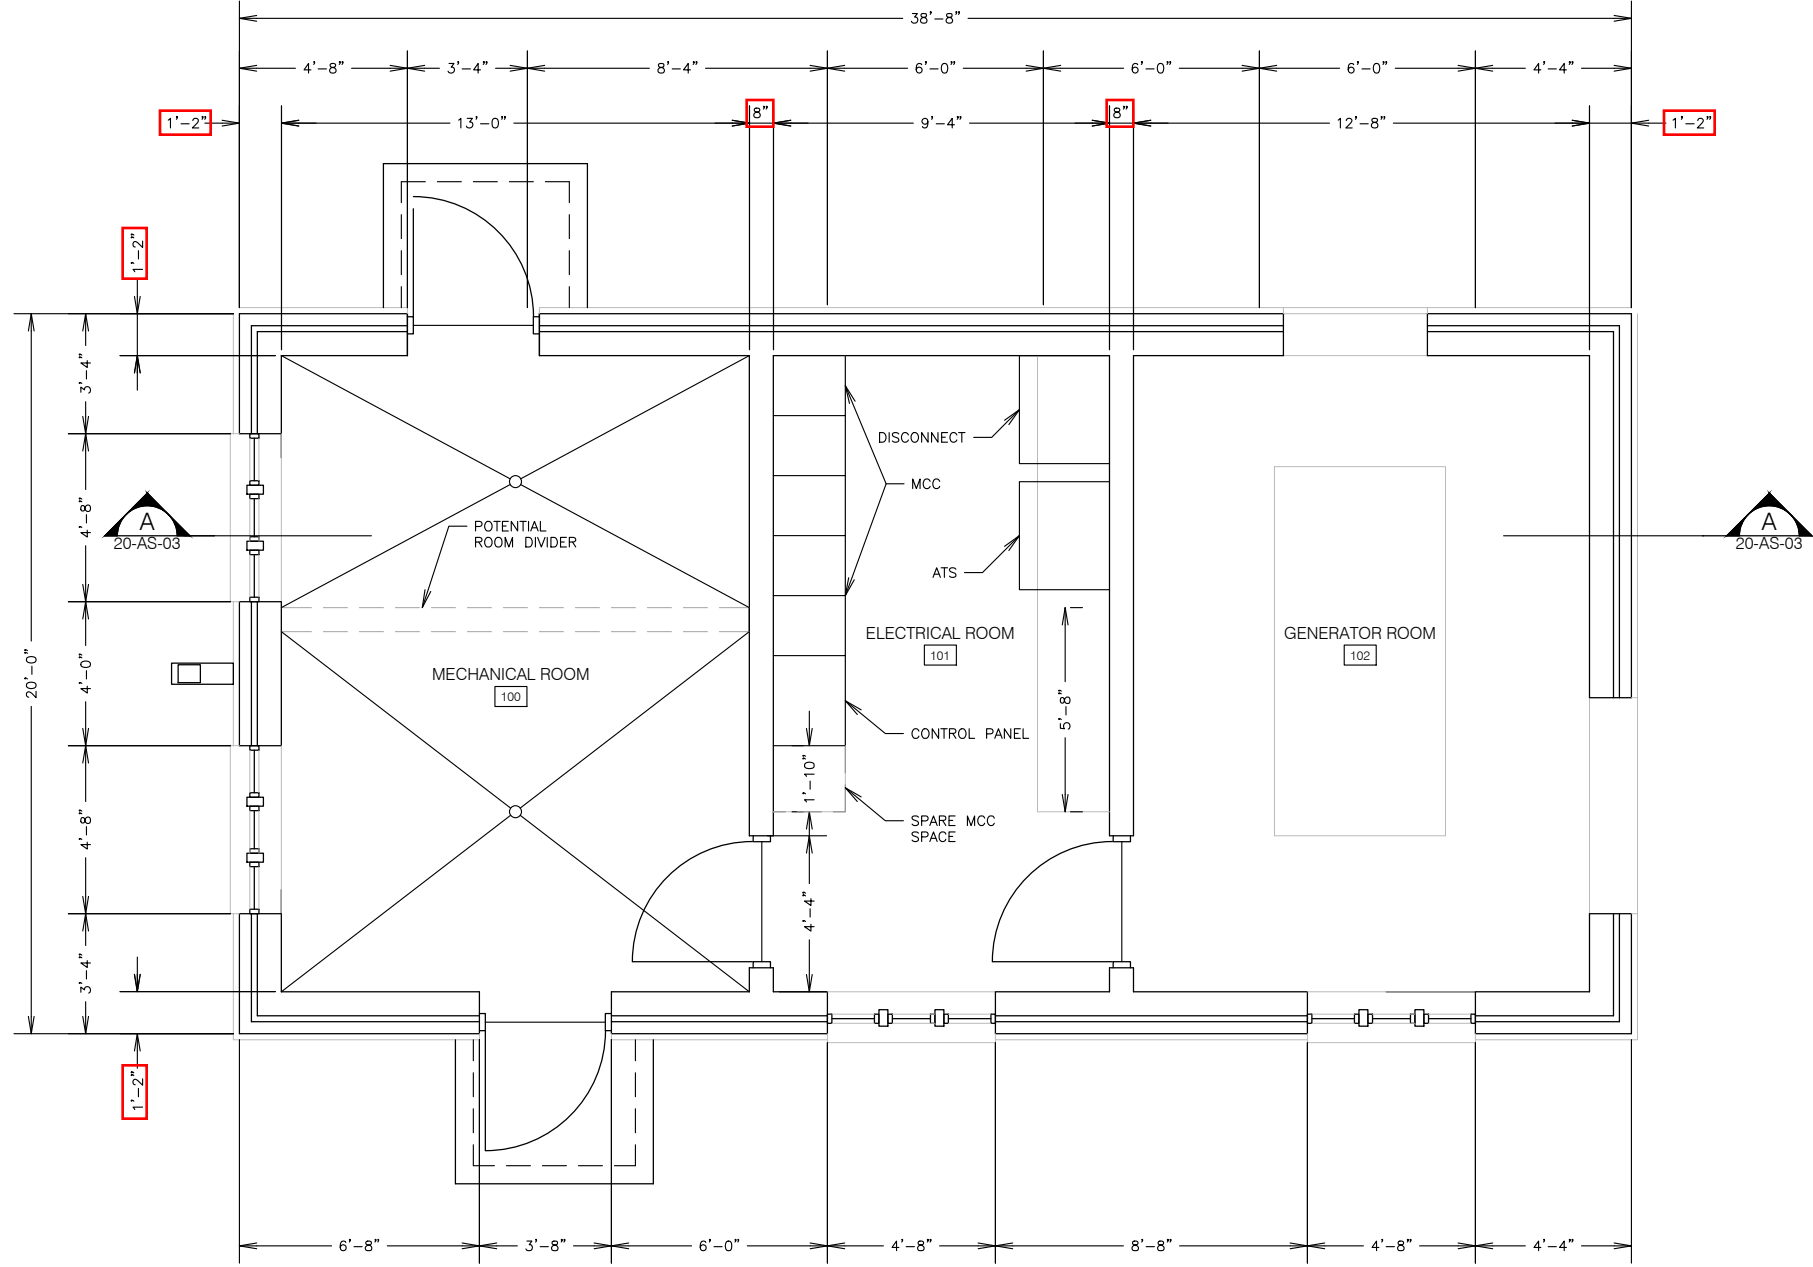 38'-8"
4'-8"
3'-4"
8'-4"
6'-0"
6'-0"
6'-0"
4'-4"
1'-2"
13'-0"
8"
9'-4"
8"
12'-8"
1'-2"
1'-2"
3'-4"
4'-8"
20'-0"
4'-0"
4'-8"
3'-4"
1'-2"
A
20-AS-03
POTENTIAL
ROOM DIVIDER
MECHANICAL ROOM
100
DISCONNECT
MCC
ATS
ELECTRICAL ROOM
101
5'-8"
CONTROL PANEL
1'-10"
SPARE MCC
SPACE
4'-4"
GENERATOR ROOM
102
A
20-AS-03
6'-8"
3'-8"
6'-0"
4'-8"
8'-8"
4'-8"
4'-4"